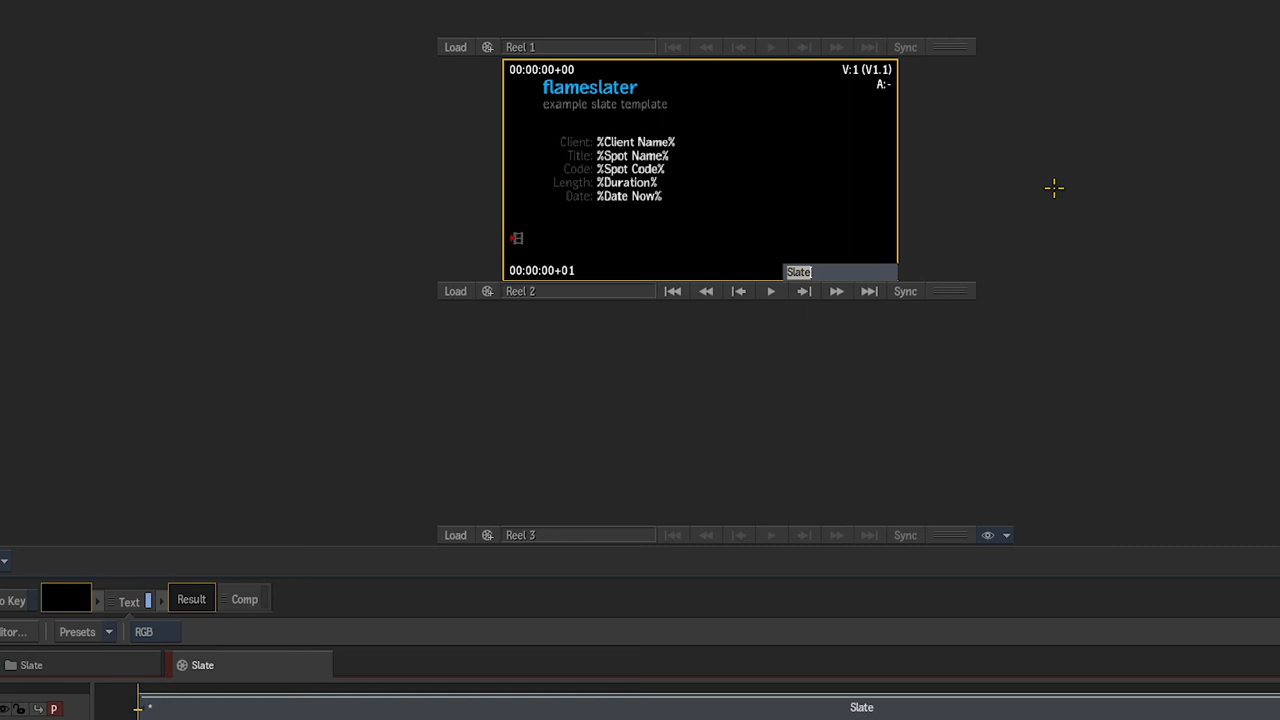 Load Reel 1 Sync
00:00:00+00 V:1 (V1.1)
flameslater A:-
example slate template
Client: %Client Name%
Title: %Spot Name%
Code: %Spot Code%
Length: %Duration%
Date: %Date Now%
00:00:00+01 Slate
Load Reel 2 Sync
Load Reel 3 Sync
o Key Text Result Comp
itor... Presets RGB
Slate Slate
P Slate